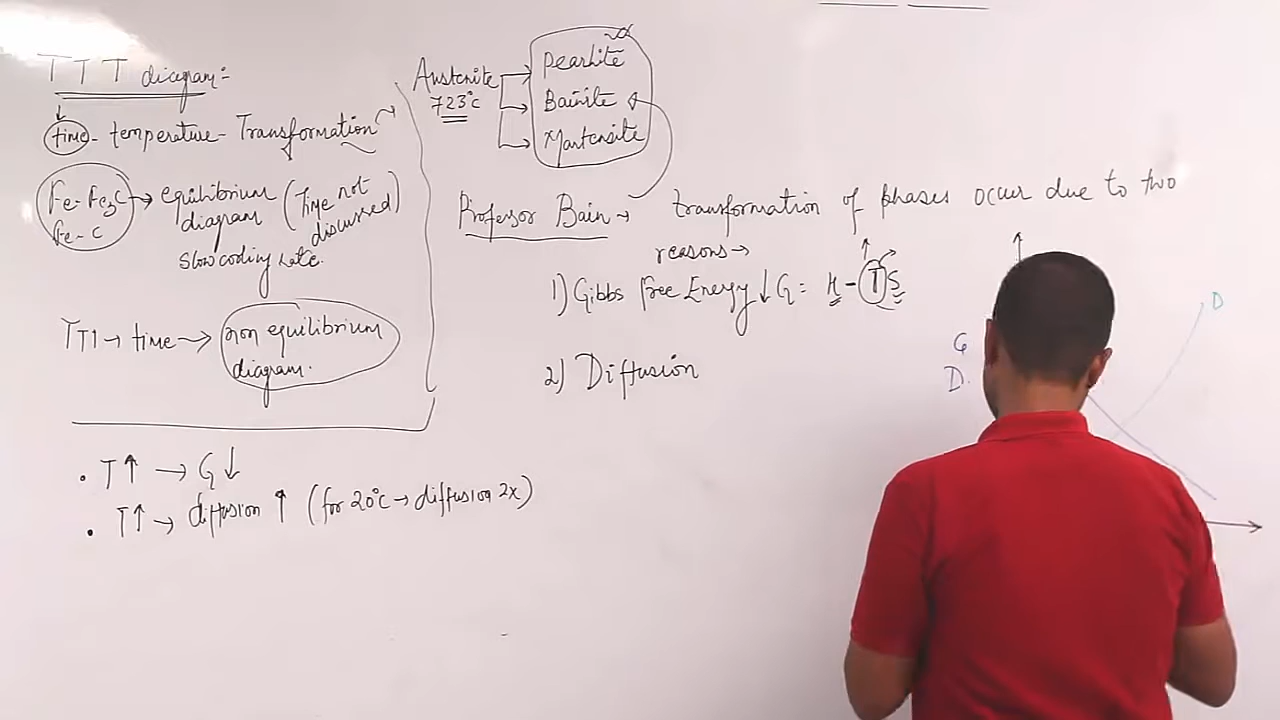 TTT diagram:
time - temperature - Transformation
Fe-Fe3C → equilibrium diagram (Time not discussed)
Fe-C
slow cooling rate.
TTT → time → non equilibrium
diagram.
Austenite
723°c
Pearlite
Bainite
Martensite
Professor Bain → transformation of phases occur due to two
reasons →
1) Gibbs free Energy ↓ G = H - TS
2) Diffusion
• T↑ → G↓
• T↑ → diffusion ↑ (for 20°c → diffusion 2x)
G
D.
D